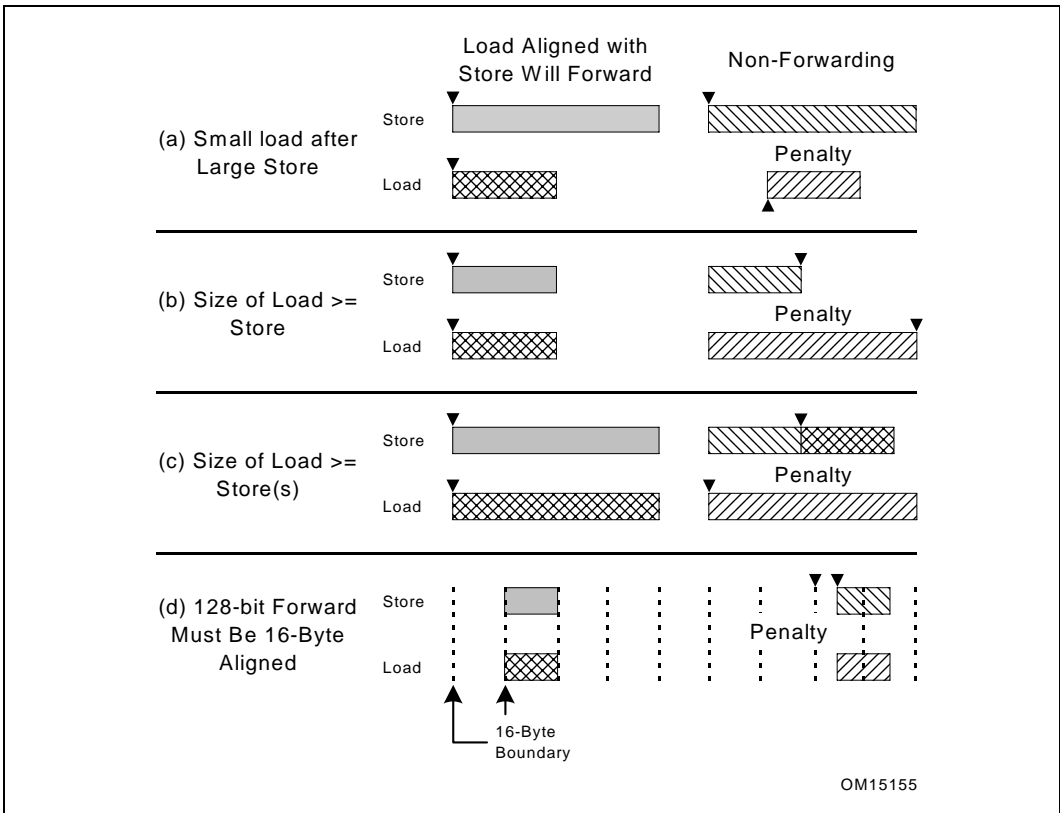 Load Aligned with
Store Will Forward
Non-Forwarding
(a) Small load after
Large Store
Store
Load
Penalty
(b) Size of Load >=
Store
Store
Load
Penalty
(c) Size of Load >=
Store(s)
Store
Load
Penalty
(d) 128-bit Forward
Must Be 16-Byte
Aligned
Store
Load
Penalty
16-Byte
Boundary
OM15155